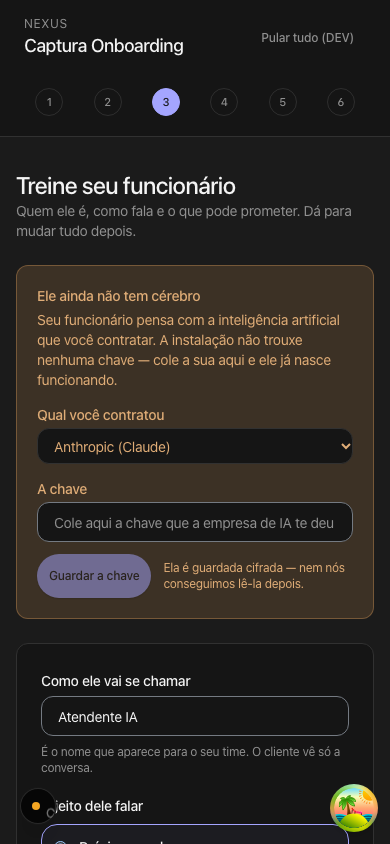 NEXUS
Captura Onboarding
Pular tudo (DEV)
1 2 3 4 5 6
Treine seu funcionário
Quem ele é, como fala e o que pode prometer. Dá para
mudar tudo depois.
Ele ainda não tem cérebro
Seu funcionário pensa com a inteligência artificial
que você contratar. A instalação não trouxe
nenhuma chave — cole a sua aqui e ele já nasce
funcionando.
Qual você contratou
Anthropic (Claude)
A chave
Cole aqui a chave que a empresa de IA te deu
Guardar a chave
Ela é guardada cifrada — nem nós
conseguimos lê-la depois.
Como ele vai se chamar
Atendente IA
É o nome que aparece para o seu time. O cliente vê só a
conversa.
jeito dele falar